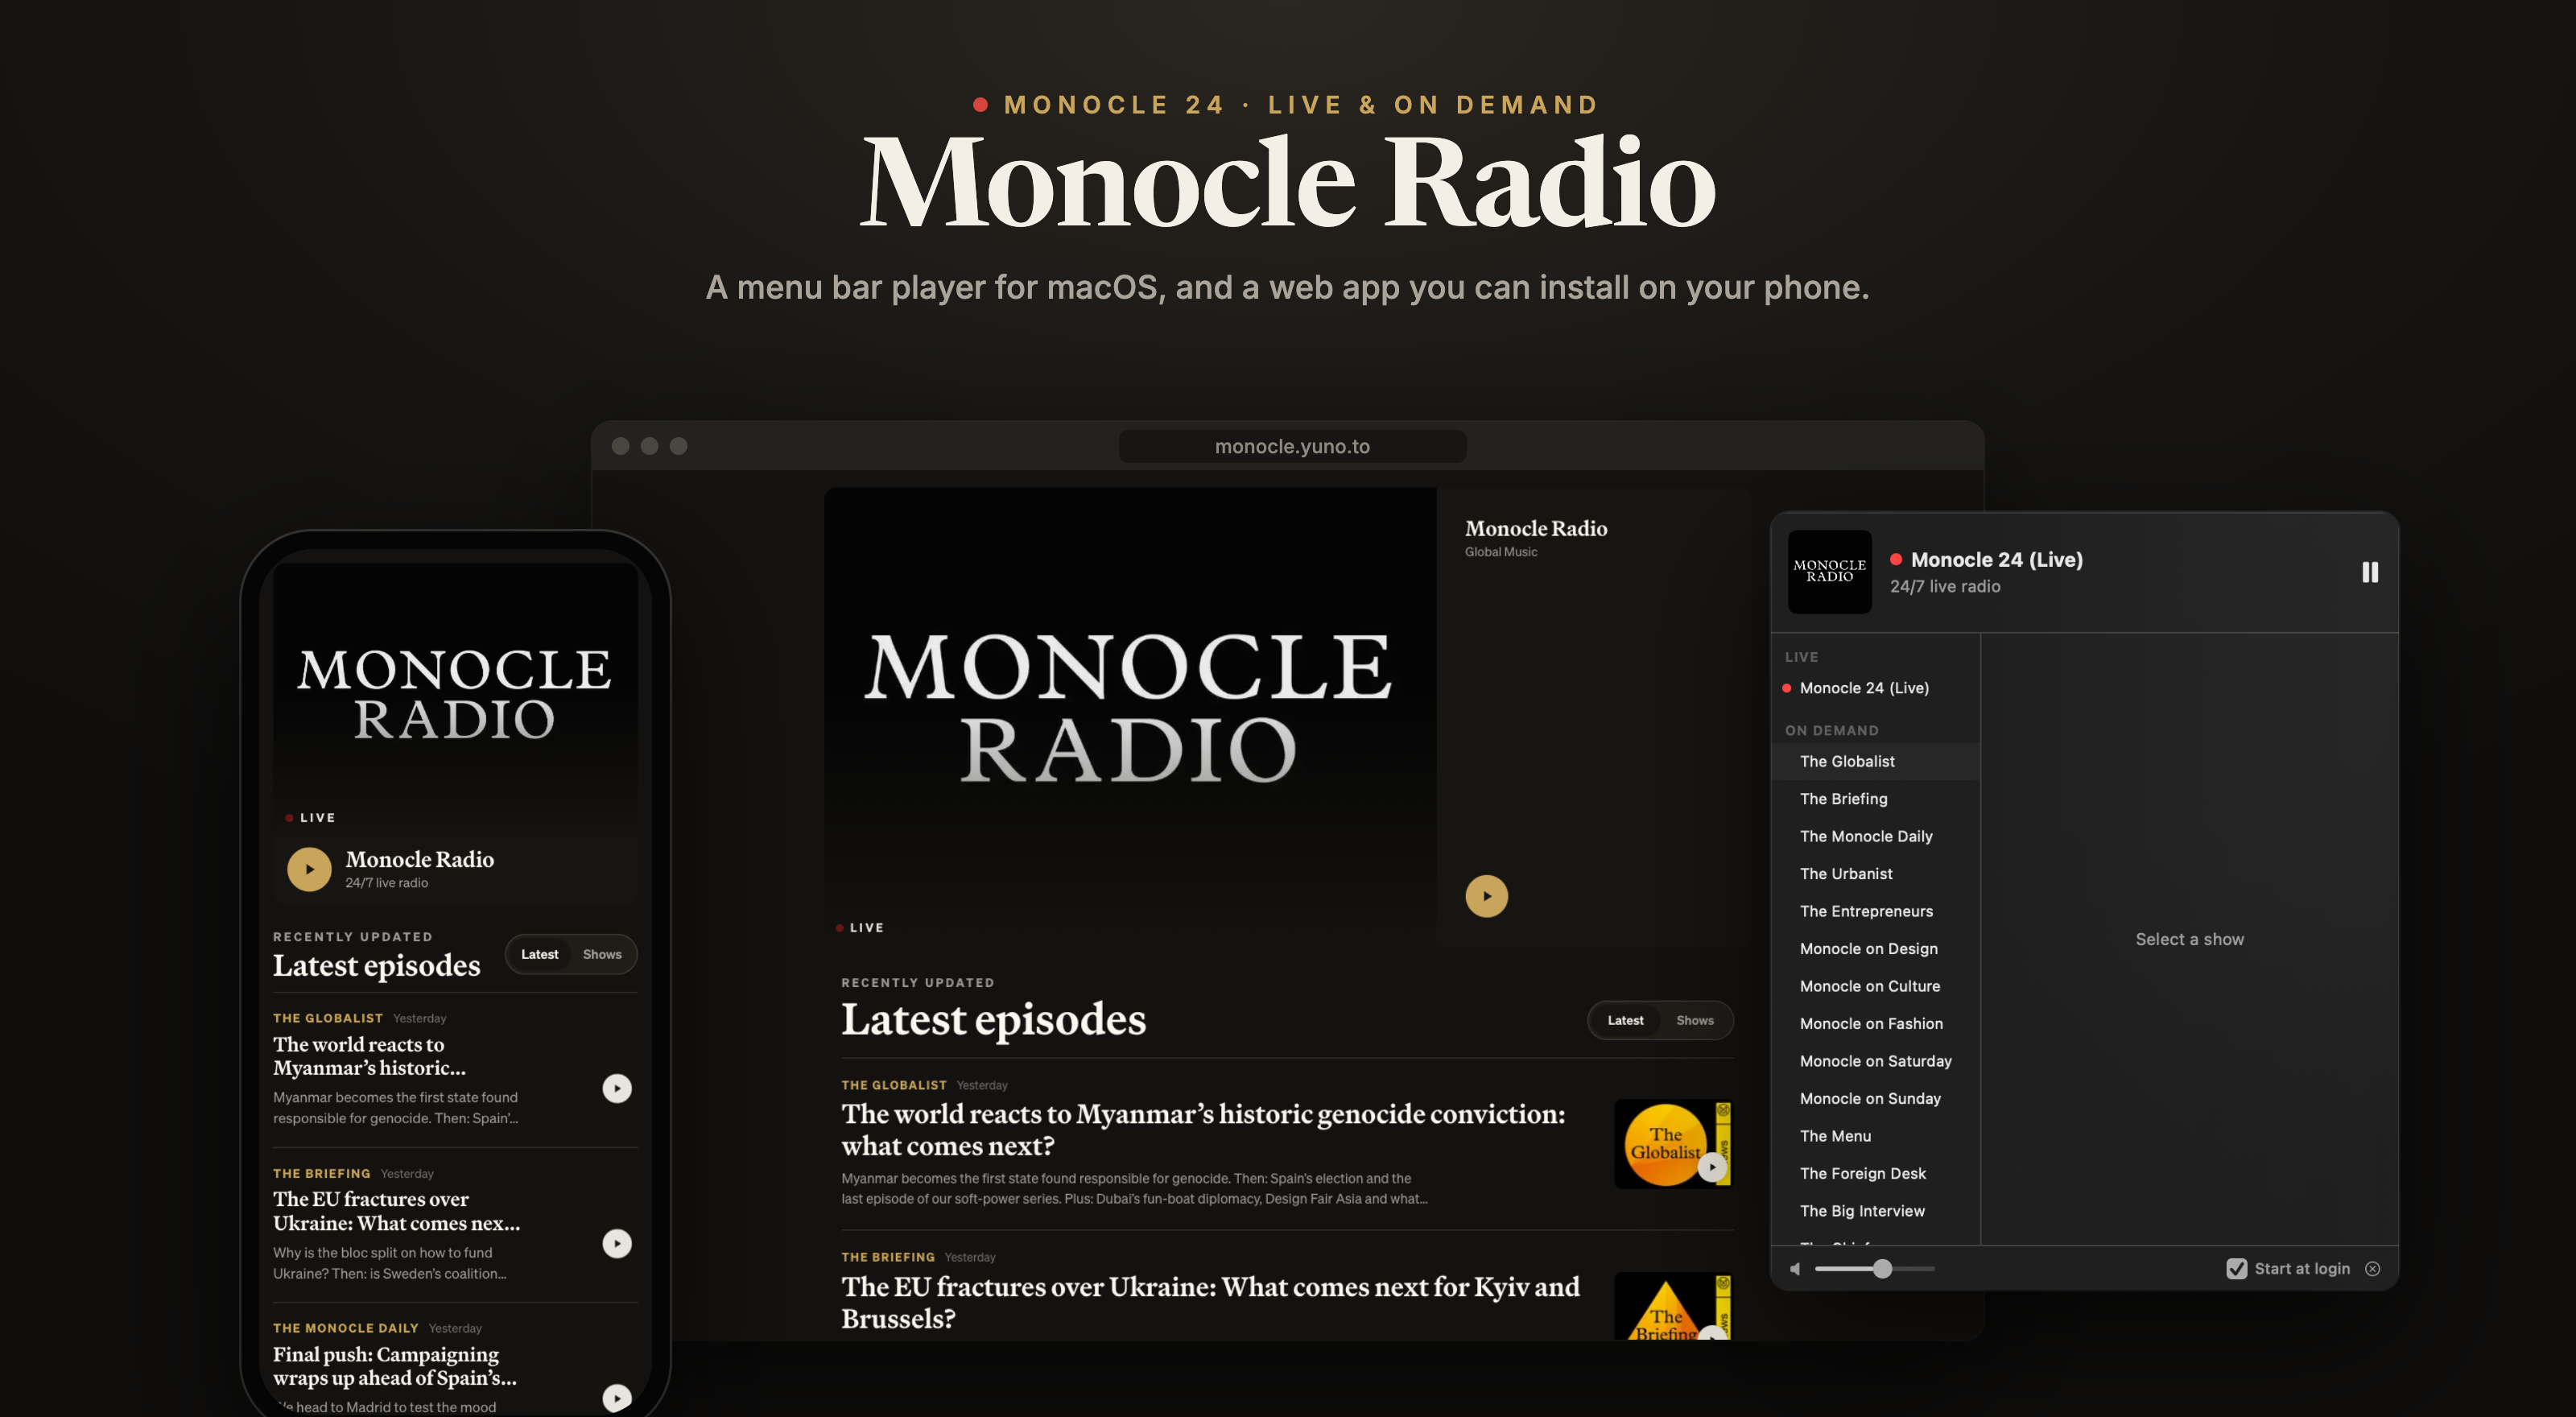 MONOCLE 24 · LIVE & ON DEMAND
Monocle Radio
A menu bar player for macOS, and a web app you can install on your phone.
MONOCLE
RADIO
LIVE
Monocle Radio
24/7 live radio
RECENTLY UPDATED
Latest episodes
Latest Shows
THE GLOBALIST Yesterday
The world reacts to
Myanmar’s historic...
Myanmar becomes the first state found
responsible for genocide. Then: Spain’...
THE BRIEFING Yesterday
The EU fractures over
Ukraine: What comes nex...
Why is the bloc split on how to fund
Ukraine? Then: is Sweden’s coalition...
THE MONOCLE DAILY Yesterday
Final push: Campaigning
wraps up ahead of Spain’s...
We head to Madrid to test the mood
monocle.yuno.to
MONOCLE
RADIO
LIVE
Monocle Radio
Global Music
RECENTLY UPDATED
Latest episodes
Latest Shows
THE GLOBALIST Yesterday
The world reacts to Myanmar’s historic genocide conviction:
what comes next?
Myanmar becomes the first state found responsible for genocide. Then: Spain’s election and the
last episode of our soft-power series. Plus: Dubai’s fun-boat diplomacy, Design Fair Asia and what...
The
Globalist
THE BRIEFING Yesterday
The EU fractures over Ukraine: What comes next for Kyiv and
Brussels?
The
Briefing
MONOCLE
RADIO
Monocle 24 (Live)
24/7 live radio
LIVE
Monocle 24 (Live)
ON DEMAND
The Globalist
The Briefing
The Monocle Daily
The Urbanist
The Entrepreneurs
Monocle on Design
Monocle on Culture
Monocle on Fashion
Monocle on Saturday
Monocle on Sunday
The Menu
The Foreign Desk
The Big Interview
Select a show
Start at login